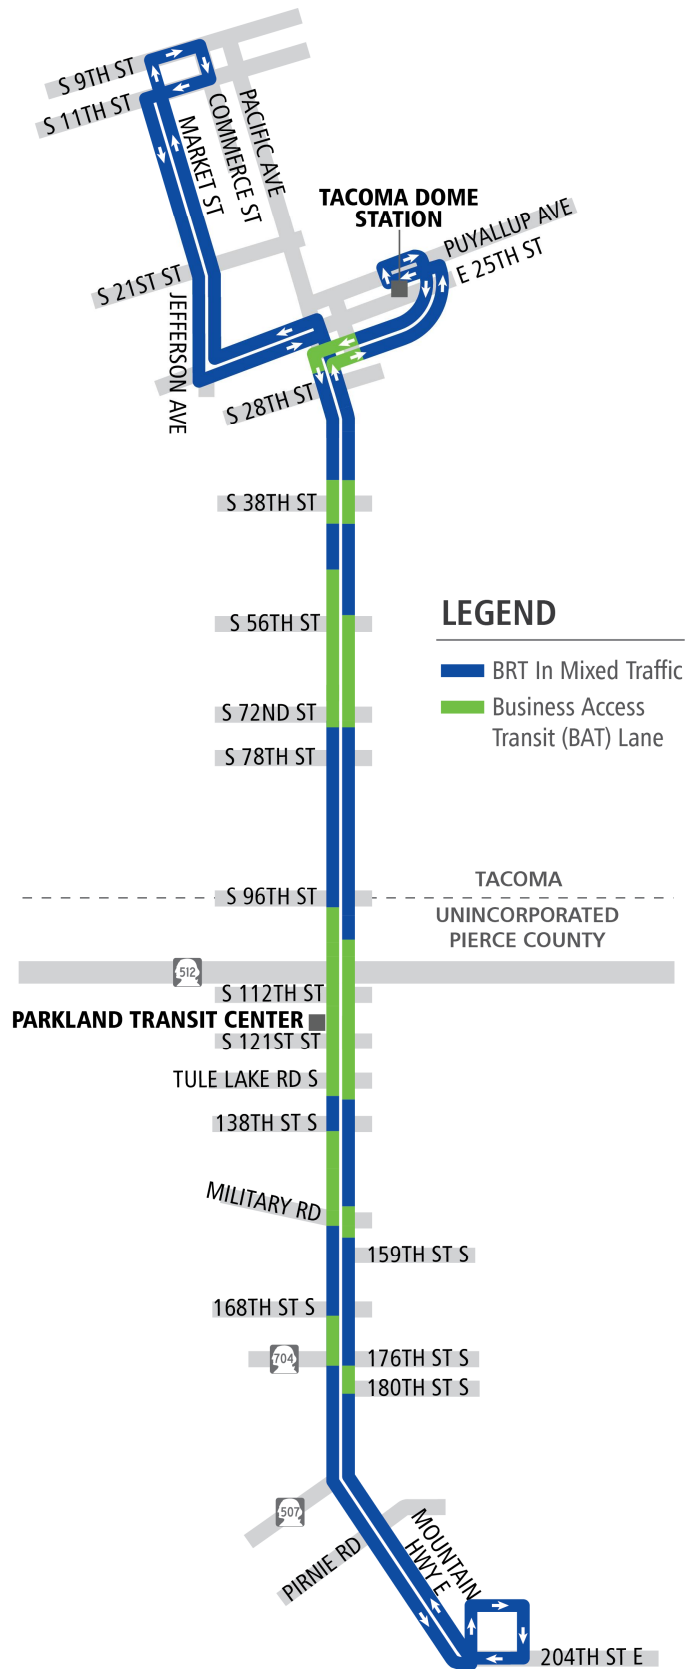 S 9TH ST
S 11TH ST
PACIFIC AVE
COMMERCE ST
MARKET ST
TACOMA DOME
STATION
PUYALLUP AVE
E 25TH ST
S 21ST ST
JEFFERSON AVE
S 28TH ST
S 38TH ST
S 56TH ST
LEGEND
BRT In Mixed Traffic
Business Access
Transit (BAT) Lane
S 72ND ST
S 78TH ST
TACOMA
S 96TH ST
UNINCORPORATED
PIERCE COUNTY
512
S 112TH ST
PARKLAND TRANSIT CENTER
S 121ST ST
TULE LAKE RD S
138TH ST S
MILITARY RD
159TH ST S
168TH ST S
704
176TH ST S
180TH ST S
507
PIRNIE RD
MOUNTAIN
HWY E
204TH ST E